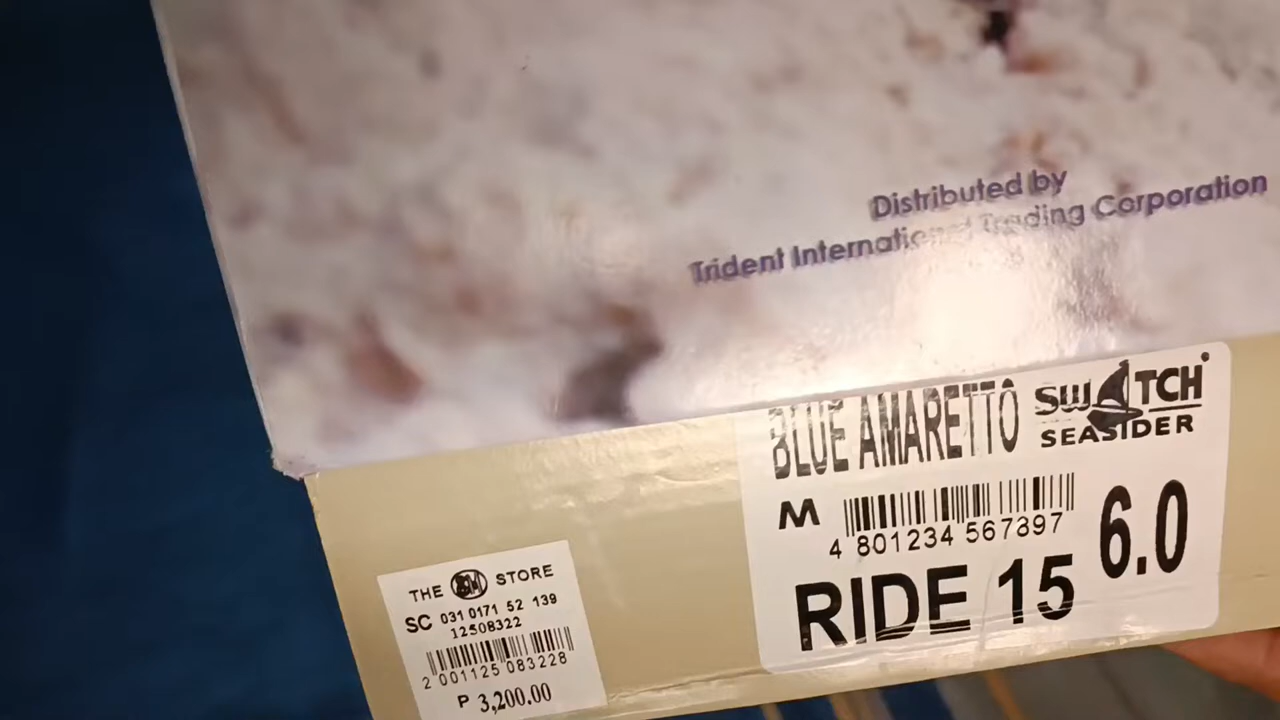 Distributed by
Trident International Trading Corporation
BLUE AMARETTO
SWATCH
SEASIDER
M
4 801234 567897
6.0
RIDE 15
THE SM STORE
SC 031 0171 52 139
12508322
2 001125 083228
P 3,200.00